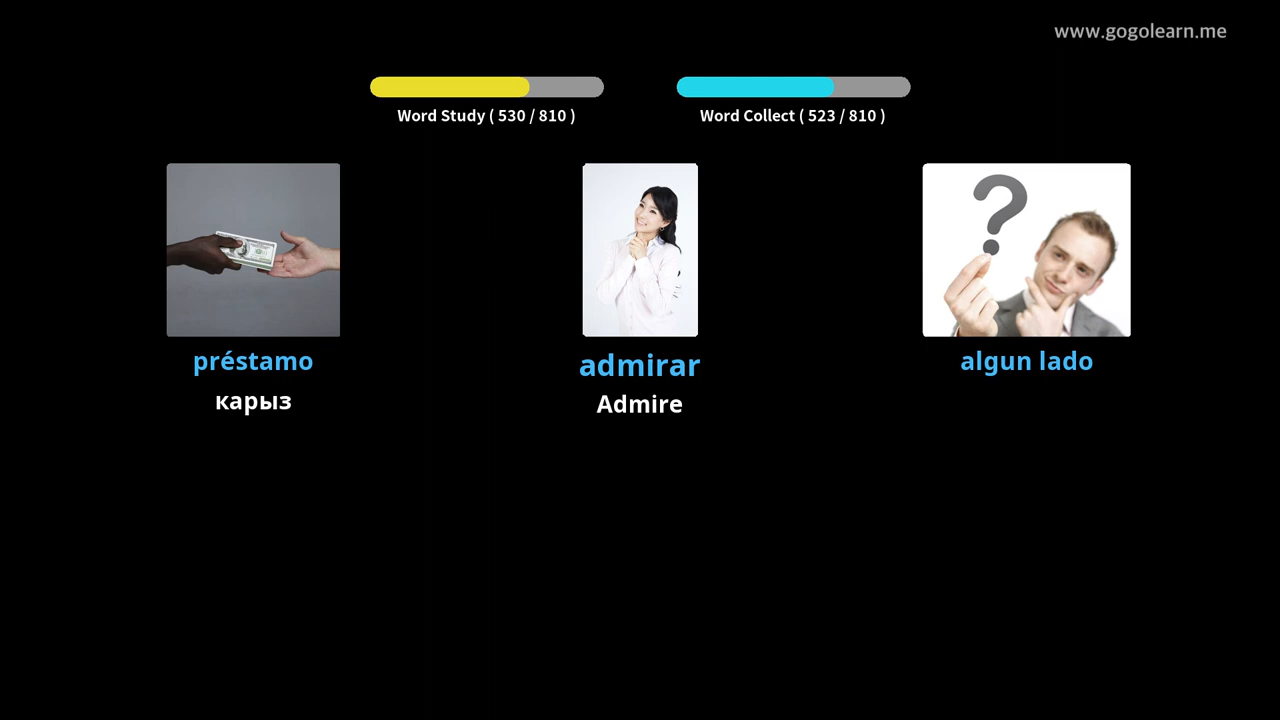 www.gogolearn.me
Word Study ( 530 / 810 )
Word Collect ( 523 / 810 )
préstamo
карыз
admirar
Admire
algun lado